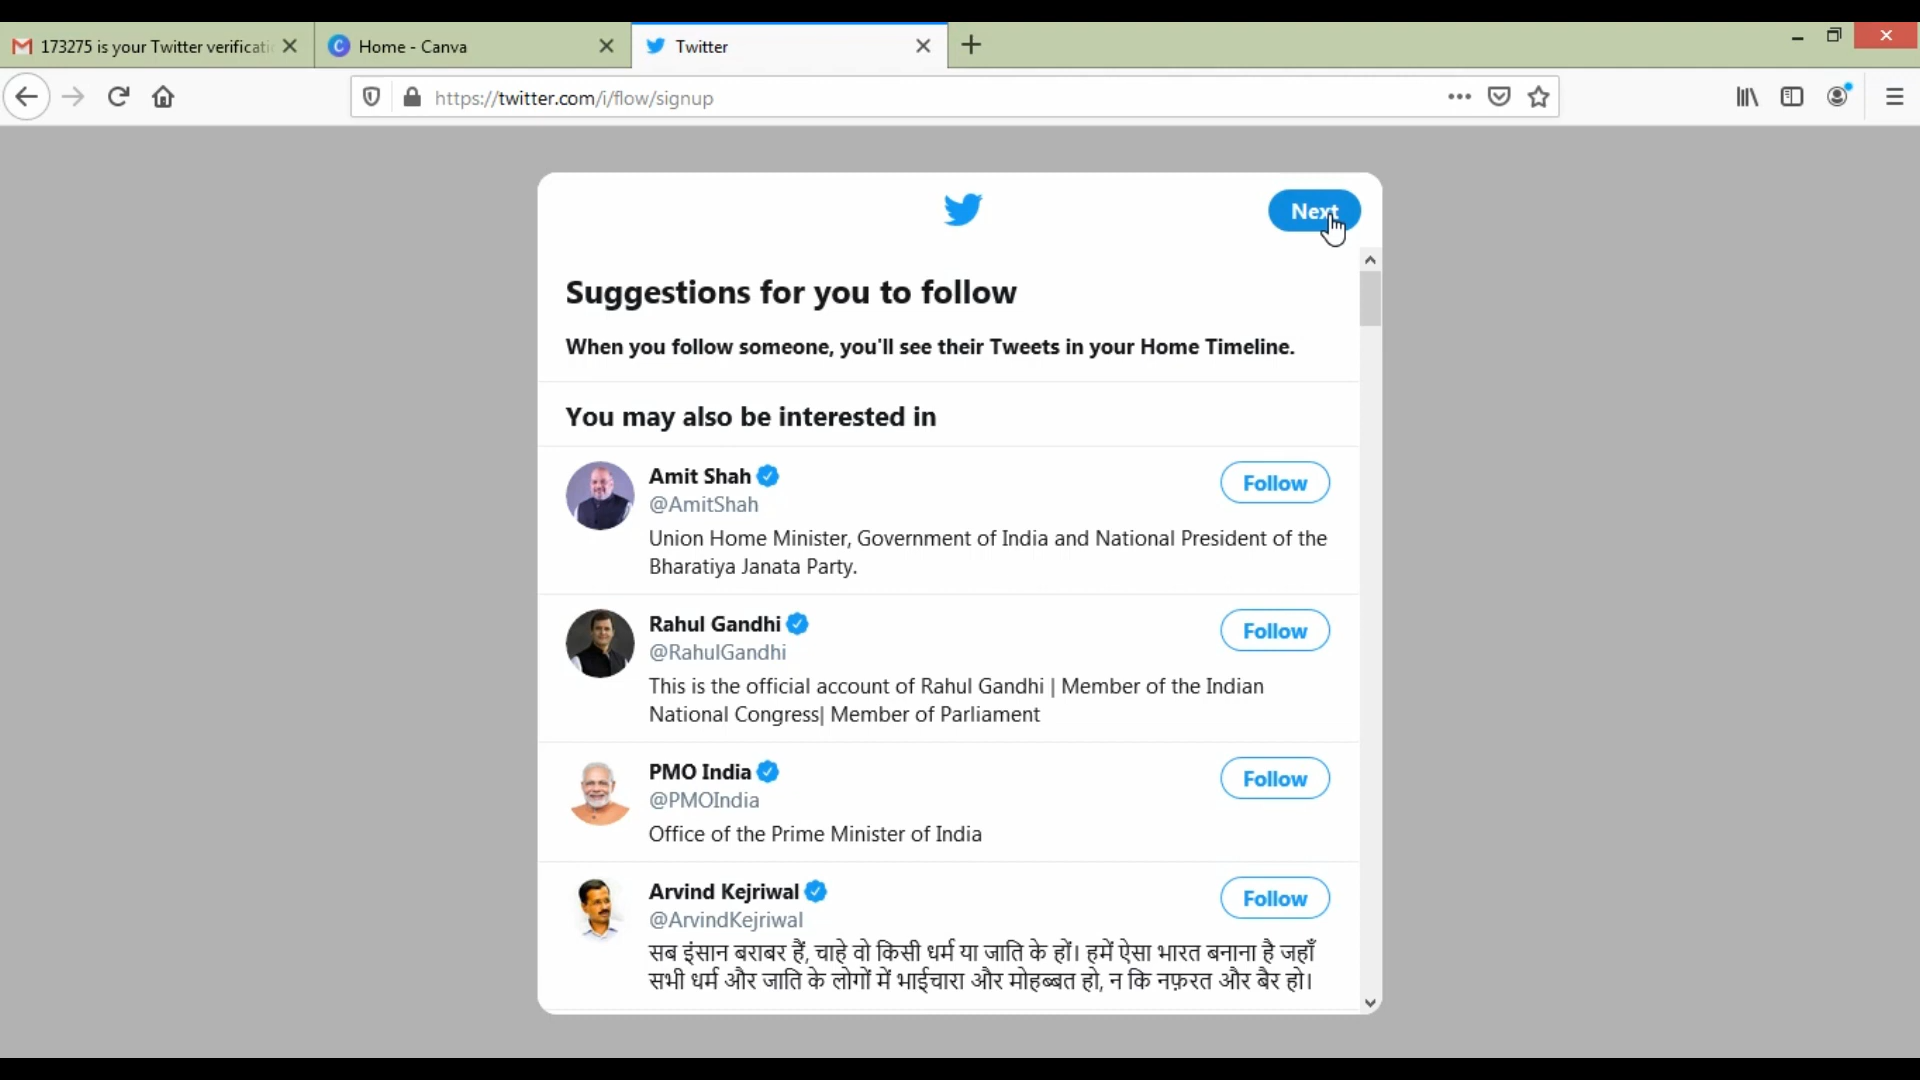 173275 is your Twitter verificati
Home - Canva
Twitter
https://twitter.com/i/flow/signup
Next
Suggestions for you to follow
When you follow someone, you'll see their Tweets in your Home Timeline.
You may also be interested in
Amit Shah
Follow
@AmitShah
Union Home Minister, Government of India and National President of the
Bharatiya Janata Party.
Rahul Gandhi
Follow
@RahulGandhi
This is the official account of Rahul Gandhi | Member of the Indian
National Congress| Member of Parliament
PMO India
Follow
@PMOIndia
Office of the Prime Minister of India
Arvind Kejriwal
Follow
@ArvindKejriwal
सब इंसान बराबर हैं, चाहे वो किसी धर्म या जाति के हों। हमें ऐसा भारत बनाना है जहाँ
सभी धर्म और जाति के लोगों में भाईचारा और मोहब्बत हो, न कि नफ़रत और बैर हो।